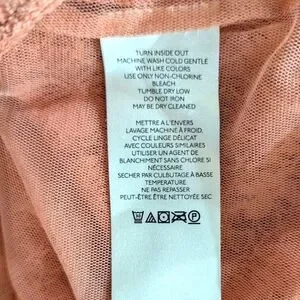 TURN INSIDE OUT
MACHINE WASH COLD GENTLE
WITH LIKE COLORS
USE ONLY NON-CHLORINE
BLEACH
TUMBLE DRY LOW
DO NOT IRON
MAY BE DRY CLEANED
METTRE A L'ENVERS
LAVAGE MACHINE À FROID,
CYCLE LINGE DÉLICAT
AVEC COULEURS SIMILAIRES
UTILISER UN AGENT DE
BLANCHIMENT SANS CHLORE SI
NÉCESSAIRE
SECHER PAR CULBUTAGE À BASSE
TEMPERATURE
NE PAS REPASSER
PEUT-ÊTRE ÊTRE NETTOYÉE SEC